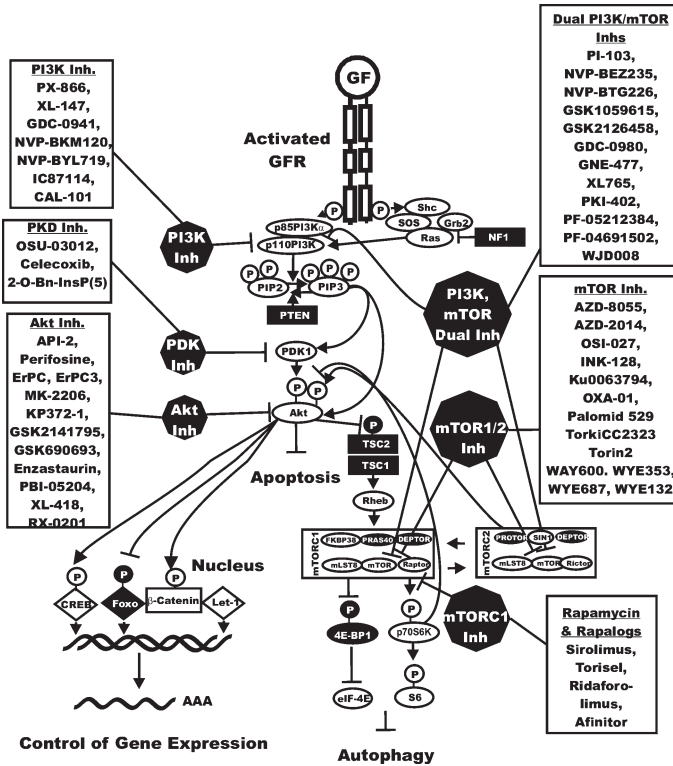 PI3K Inh.
PX-866,
XL-147,
GDC-0941,
NVP-BKM120,
NVP-BYL719,
IC87114,
CAL-101
PKD Inh.
OSU-03012,
Celecoxib,
2-O-Bn-InsP(5)
Akt Inh.
API-2,
Perifosine,
ErPC, ErPC3,
MK-2206,
KP372-1,
GSK2141795,
GSK690693,
Enzastaurin,
PBI-05204,
XL-418,
RX-0201
Dual PI3K/mTOR
Inhs
PI-103,
NVP-BEZ235,
NVP-BTG226,
GSK1059615,
GSK2126458,
GDC-0980,
GNE-477,
XL765,
PKI-402,
PF-05212384,
PF-04691502,
WJD008
mTOR Inh.
AZD-8055,
AZD-2014,
OSI-027,
INK-128,
Ku0063794,
OXA-01,
Palomid 529
TorkiCC2323
Torin2
WAY600. WYE353,
WYE687, WYE132
Rapamycin
& Rapalogs
Sirolimus,
Torisel,
Ridaforo-
limus,
Afinitor
GF
Activated
GFR
P
P
Shc
SOS
Grb2
Ras
NF1
p85PI3Kα
p110PI3K
PI3K
Inh
P
P
P
P
P
PIP2
PIP3
PTEN
PI3K,
mTOR
Dual Inh
PDK
Inh
PDK1
P
P
Akt
Akt
Inh
P
TSC2
TSC1
mTOR1/2
Inh
Apoptosis
Rheb
mTORC1
FKBP38
PRAS40
DEPTOR
mLST8
mTOR
Raptor
mTORC2
PROTOR
SIN1
DEPTOR
mLST8
mTOR
Rictor
Nucleus
P
P
P
CREB
Foxo
β-Catenin
Let-1
P
4E-BP1
eIF-4E
P
p70S6K
P
S6
mTORC1
Inh
AAA
Control of Gene Expression
Autophagy